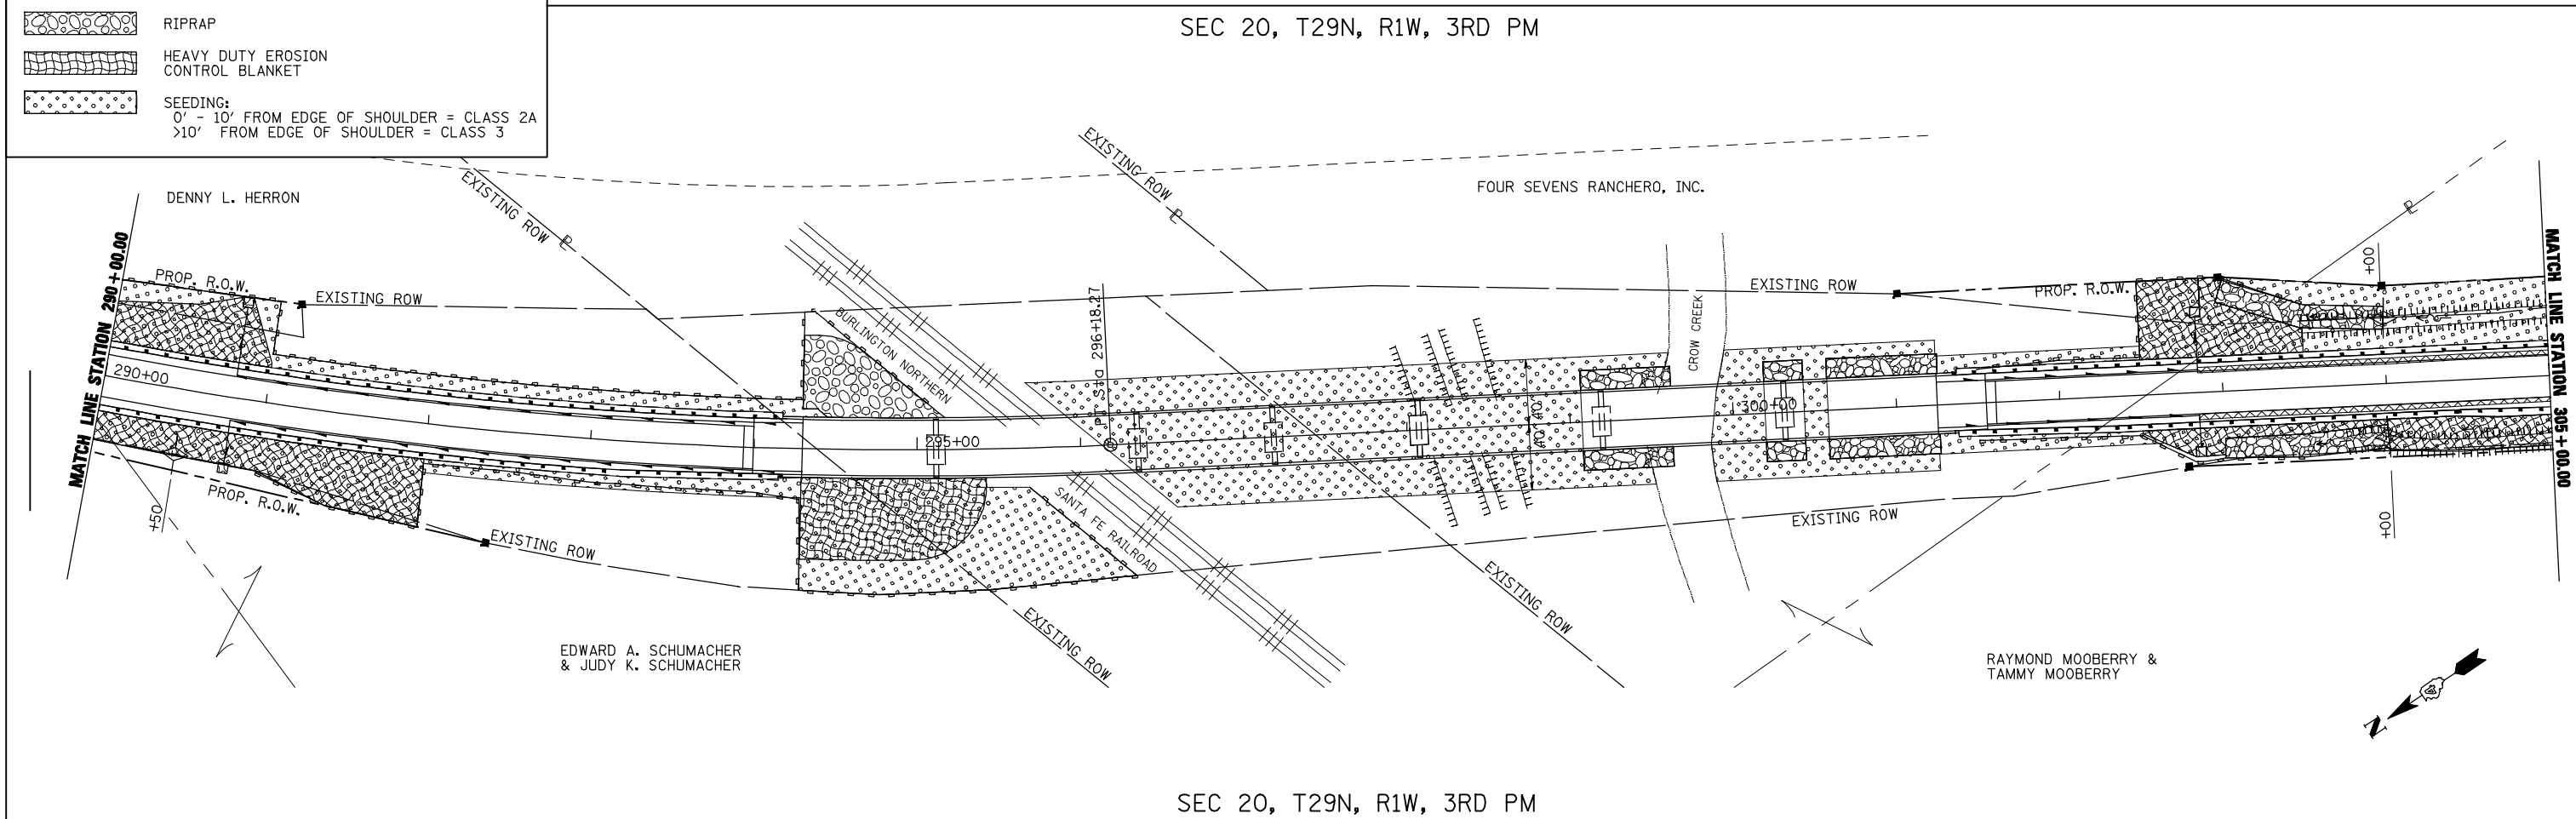 RIPRAP
HEAVY DUTY EROSION
CONTROL BLANKET
SEEDING:
0' - 10' FROM EDGE OF SHOULDER = CLASS 2A
>10' FROM EDGE OF SHOULDER = CLASS 3
SEC 20, T29N, R1W, 3RD PM
DENNY L. HERRON
EXISTING ROW
EXISTING ROW
FOUR SEVENS RANCHERO, INC.
MATCH LINE STATION 290+00.00
PROP. R.O.W.
EXISTING ROW
BURLINGTON NORTHERN
PI Sta 296+18.27
CROW CREEK
EXISTING ROW
PROP. R.O.W.
+00
MATCH LINE STATION 305+00.00
290+00
295+00
40'
40'
300+00
+50
PROP. R.O.W.
EXISTING ROW
SANTA FE RAILROAD
EXISTING ROW
+00
EXISTING ROW
EXISTING ROW
EDWARD A. SCHUMACHER
& JUDY K. SCHUMACHER
RAYMOND MOOBERRY &
TAMMY MOOBERRY
N
SEC 20, T29N, R1W, 3RD PM